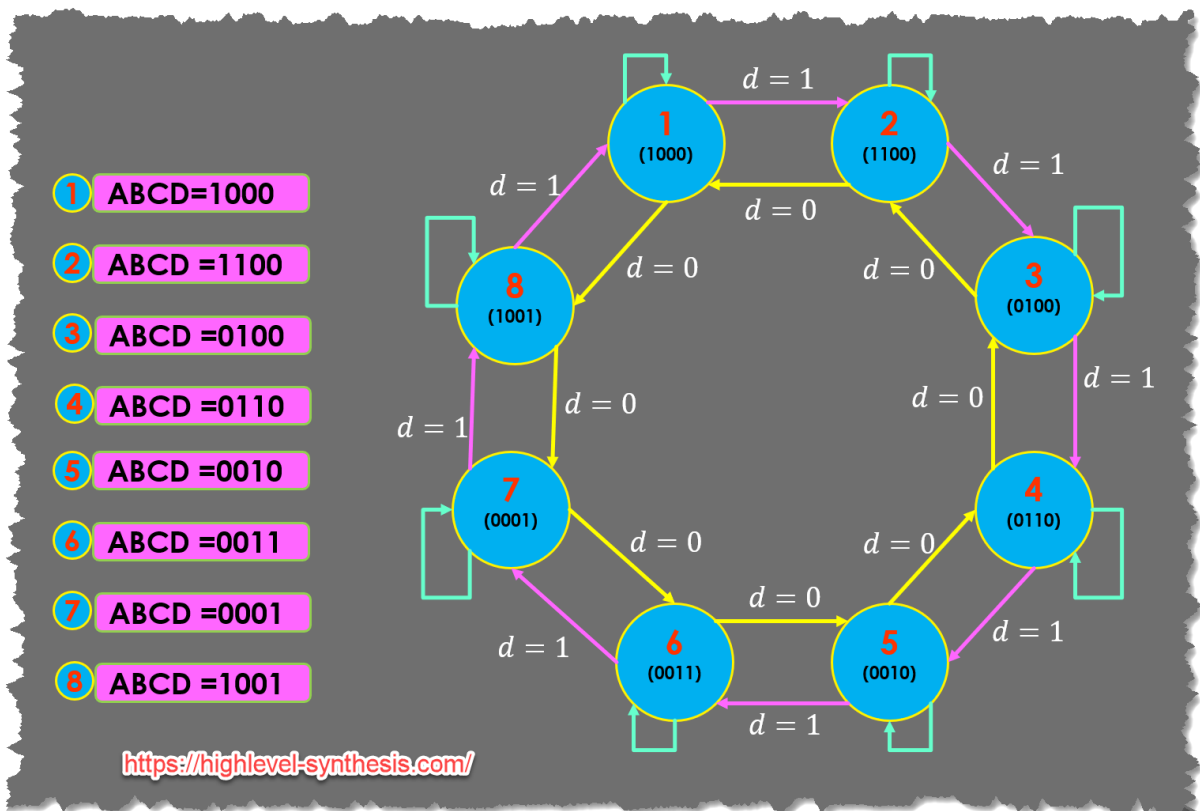 1 ABCD=1000
2 ABCD =1100
3 ABCD =0100
4 ABCD =0110
5 ABCD =0010
6 ABCD =0011
7 ABCD =0001
8 ABCD =1001
https://highlevel-synthesis.com/
d = 1
1
(1000)
2
(1100)
d = 1
d = 1
d = 0
d = 0
d = 0
8
(1001)
3
(0100)
d = 1
d = 0
d = 0
d = 1
7
(0001)
4
(0110)
d = 0
d = 0
d = 0
d = 1
d = 1
6
(0011)
5
(0010)
d = 1